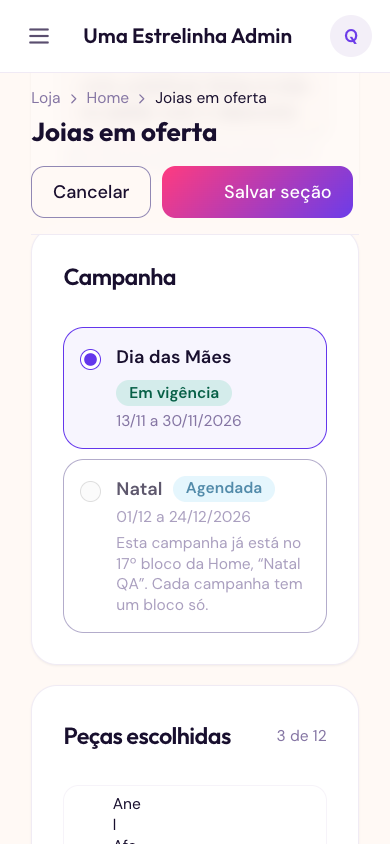 Uma Estrelinha Admin
Q
Loja > Home > Joias em oferta
Joias em oferta
Cancelar
Salvar seção
Campanha
Dia das Mães
Em vigência
13/11 a 30/11/2026
Natal
Agendada
01/12 a 24/12/2026
Esta campanha já está no
17º bloco da Home, “Natal
QA”. Cada campanha tem
um bloco só.
Peças escolhidas
3 de 12
Ane
l